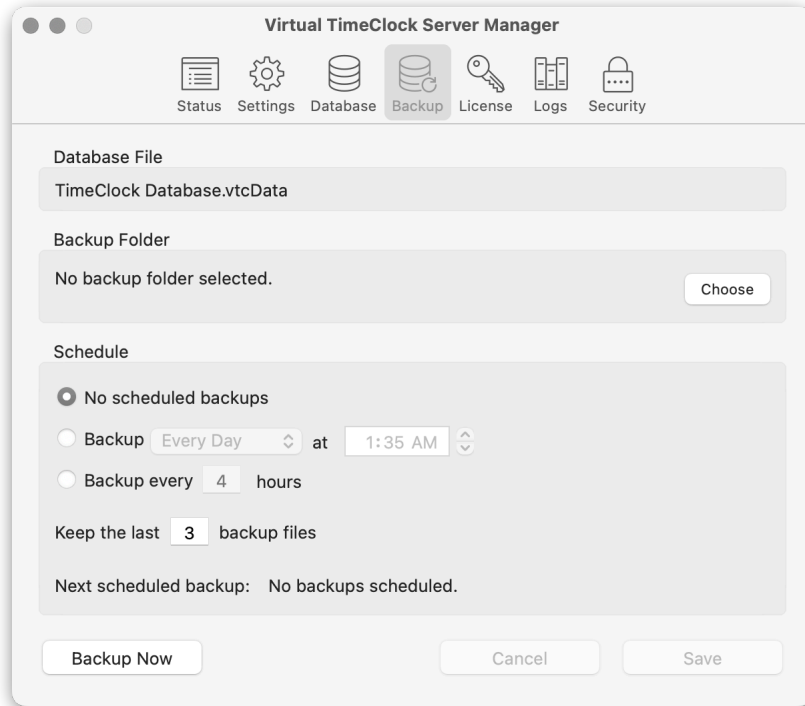 Virtual TimeClock Server Manager
Status Settings Database Backup License Logs Security
Database File
TimeClock Database.vtcData
Backup Folder
No backup folder selected.
Choose
Schedule
No scheduled backups
Backup Every Day at 1:35 AM
Backup every 4 hours
Keep the last 3 backup files
Next scheduled backup: No backups scheduled.
Backup Now Cancel Save